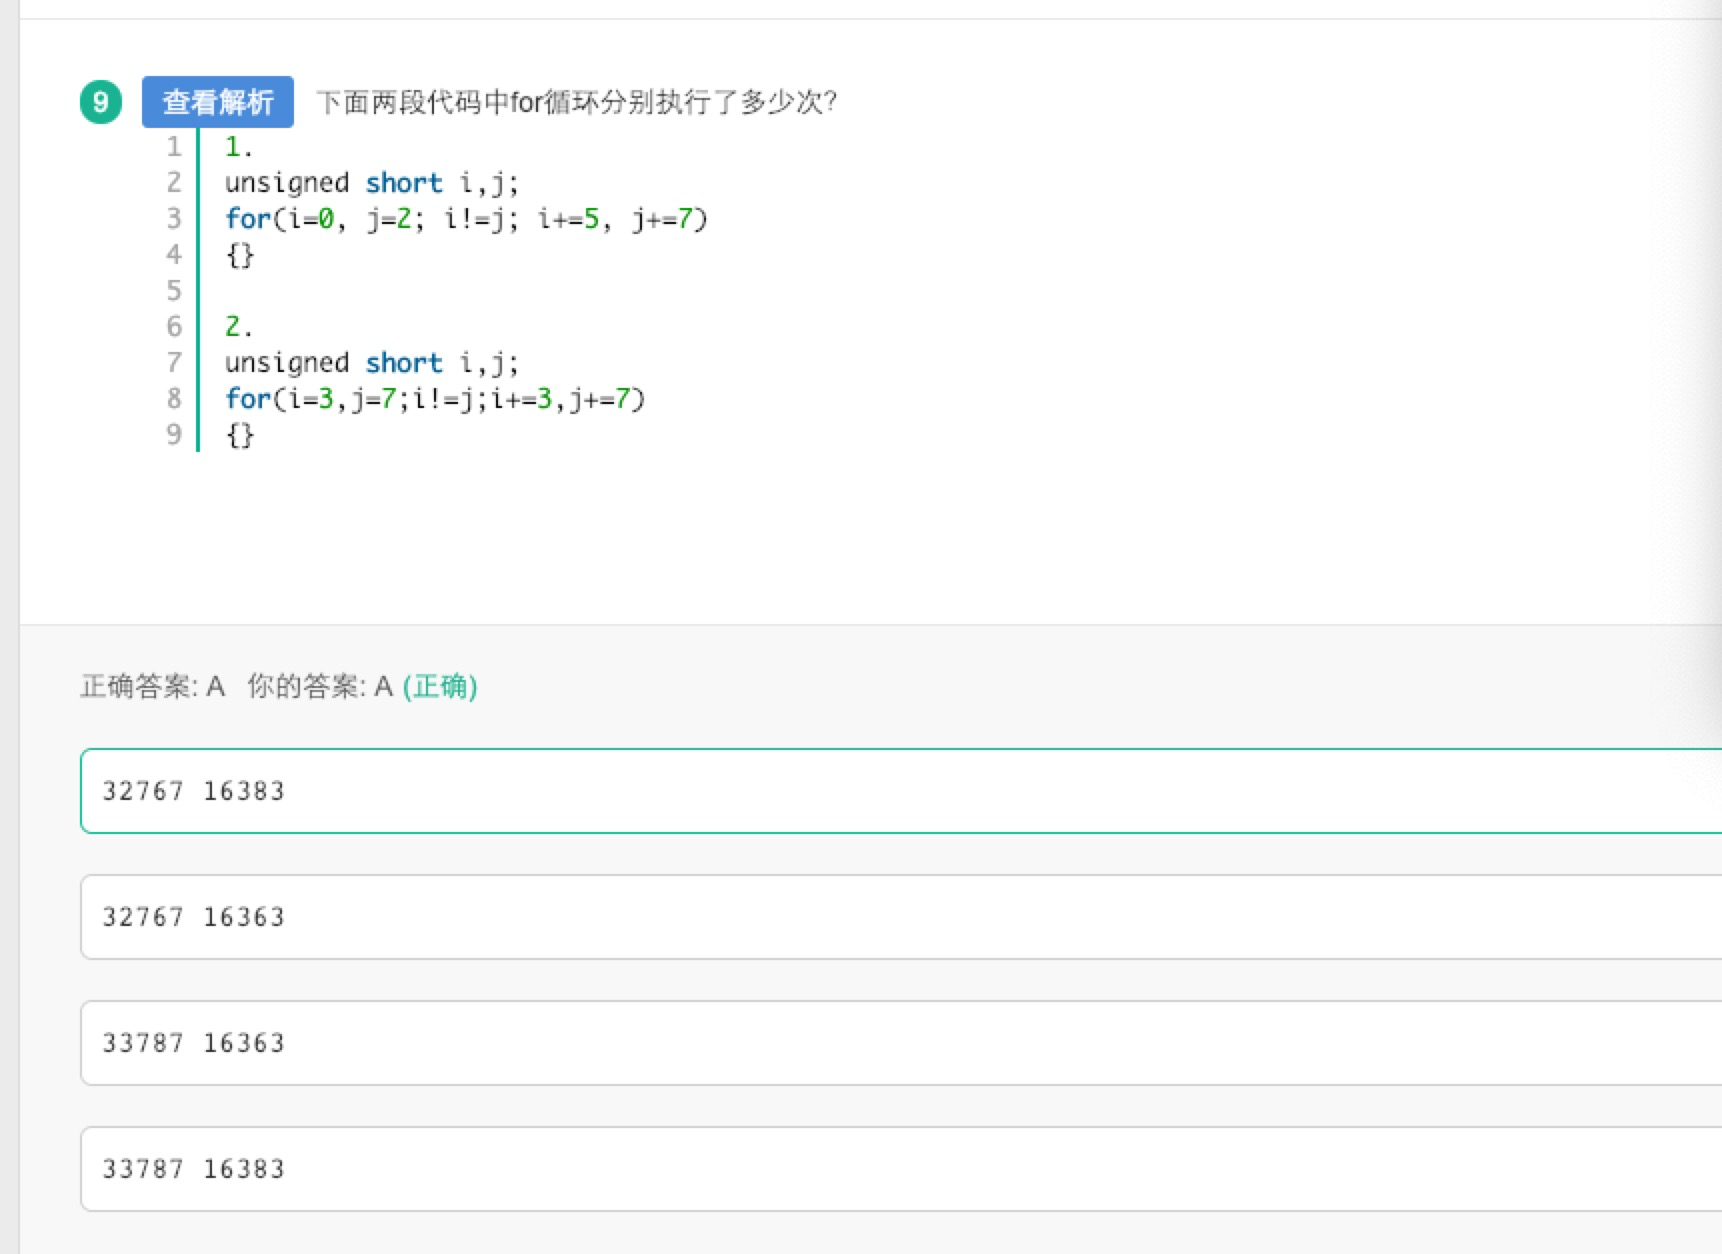 9 查看解析 下面两段代码中for循环分别执行了多少次?
1 1.
2 unsigned short i,j;
3 for(i=0, j=2; i!=j; i+=5, j+=7)
4 {}
5
6 2.
7 unsigned short i,j;
8 for(i=3,j=7;i!=j;i+=3,j+=7)
9 {}
正确答案: A 你的答案: A (正确)
32767 16383
32767 16363
33787 16363
33787 16383